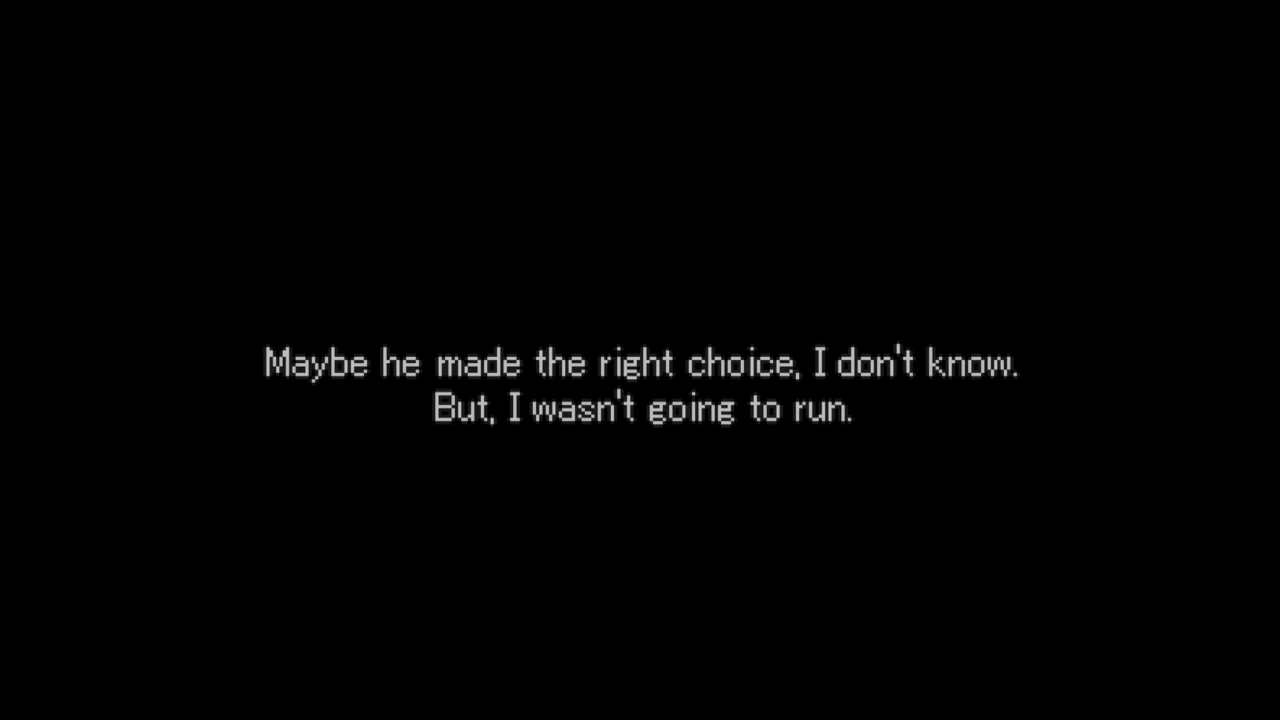 Maybe he made the right choice, I don't know.
But, I wasn't going to run.